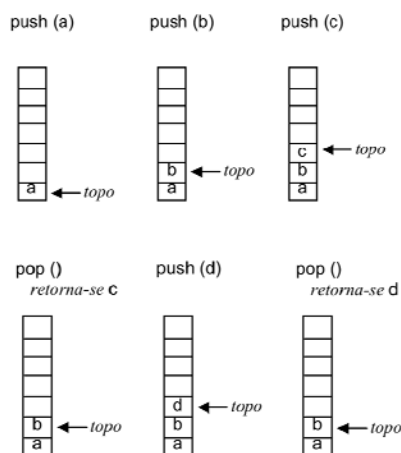 push (a)
push (b)
push (c)
a
topo
b
a
topo
c
b
a
topo
pop ()
retorna-se c
push (d)
pop ()
retorna-se d
b
a
topo
d
b
a
topo
b
a
topo